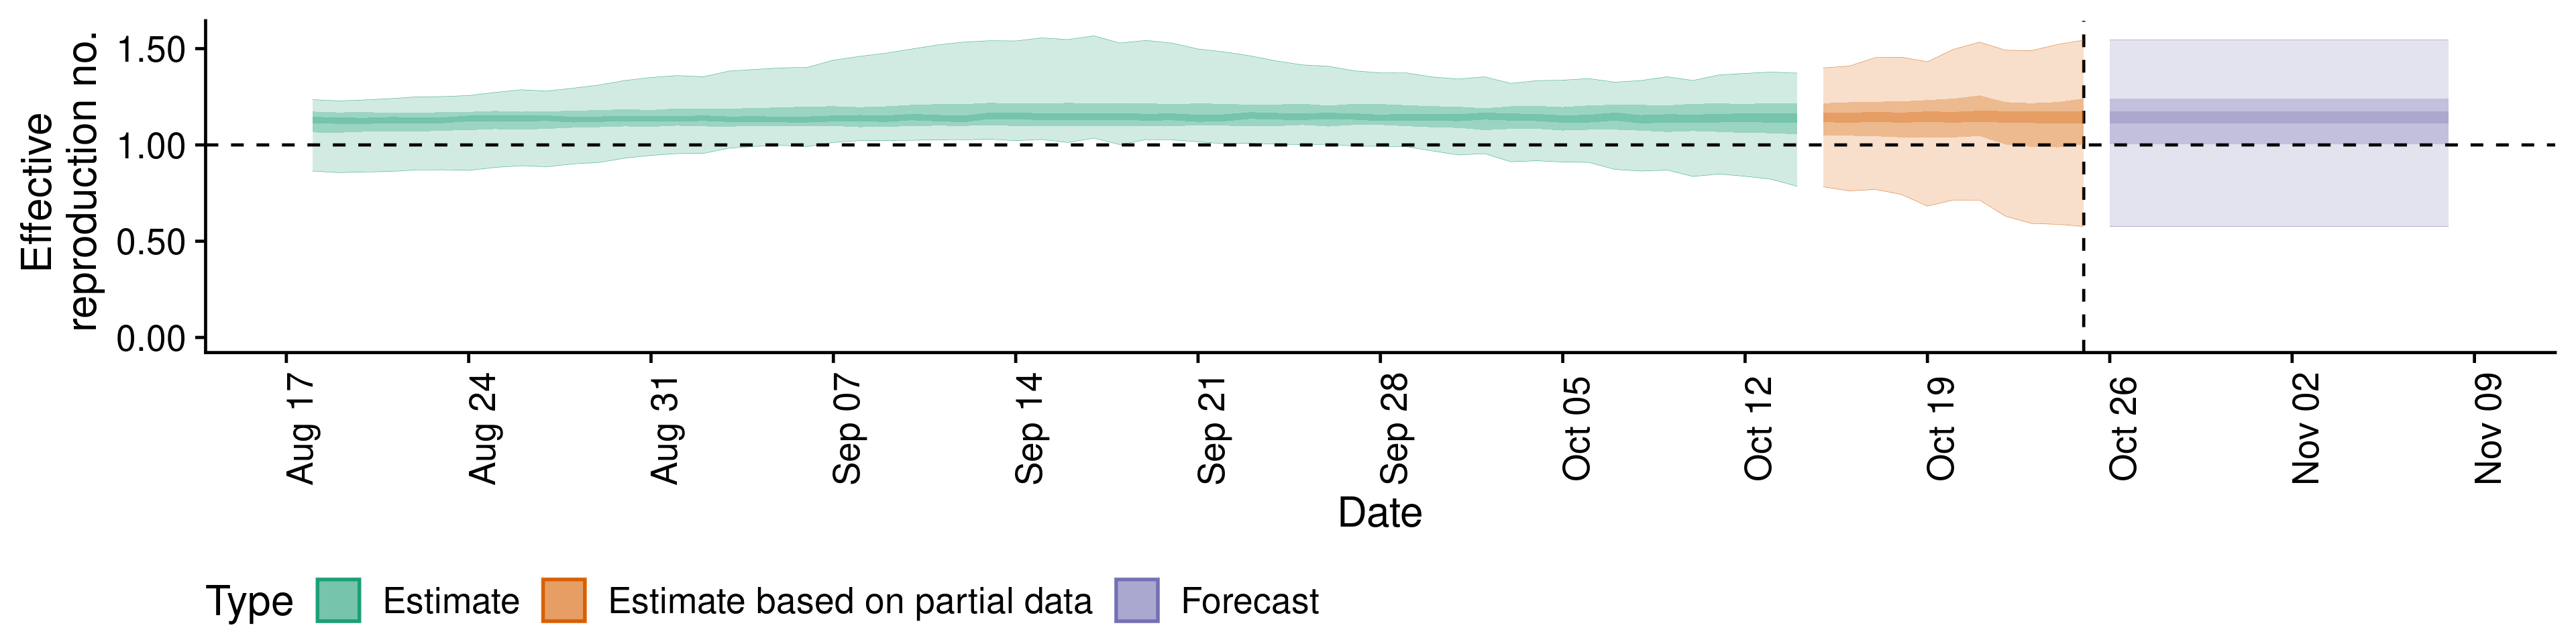 Effective
reproduction no.
1.50
1.00
0.50
0.00
Aug 17
Aug 24
Aug 31
Sep 07
Sep 14
Sep 21
Sep 28
Oct 05
Oct 12
Oct 19
Oct 26
Nov 02
Nov 09
Date
Type Estimate Estimate based on partial data Forecast